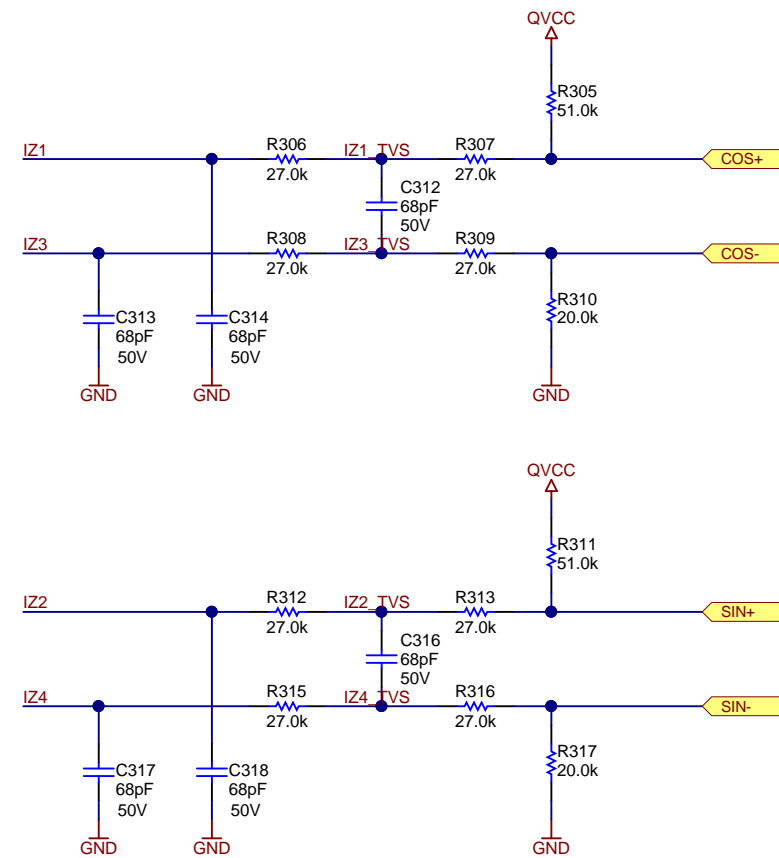 QVCC
R305
51.0k
IZ1
R306
27.0k
IZ1_TVS
R307
27.0k
COS+
C312
68pF
50V
IZ3
R308
27.0k
IZ3_TVS
R309
27.0k
COS-
C313
68pF
50V
GND
C314
68pF
50V
GND
R310
20.0k
GND
QVCC
R311
51.0k
IZ2
R312
27.0k
IZ2_TVS
R313
27.0k
SIN+
C316
68pF
50V
IZ4
R315
27.0k
IZ4_TVS
R316
27.0k
SIN-
C317
68pF
50V
GND
C318
68pF
50V
GND
R317
20.0k
GND